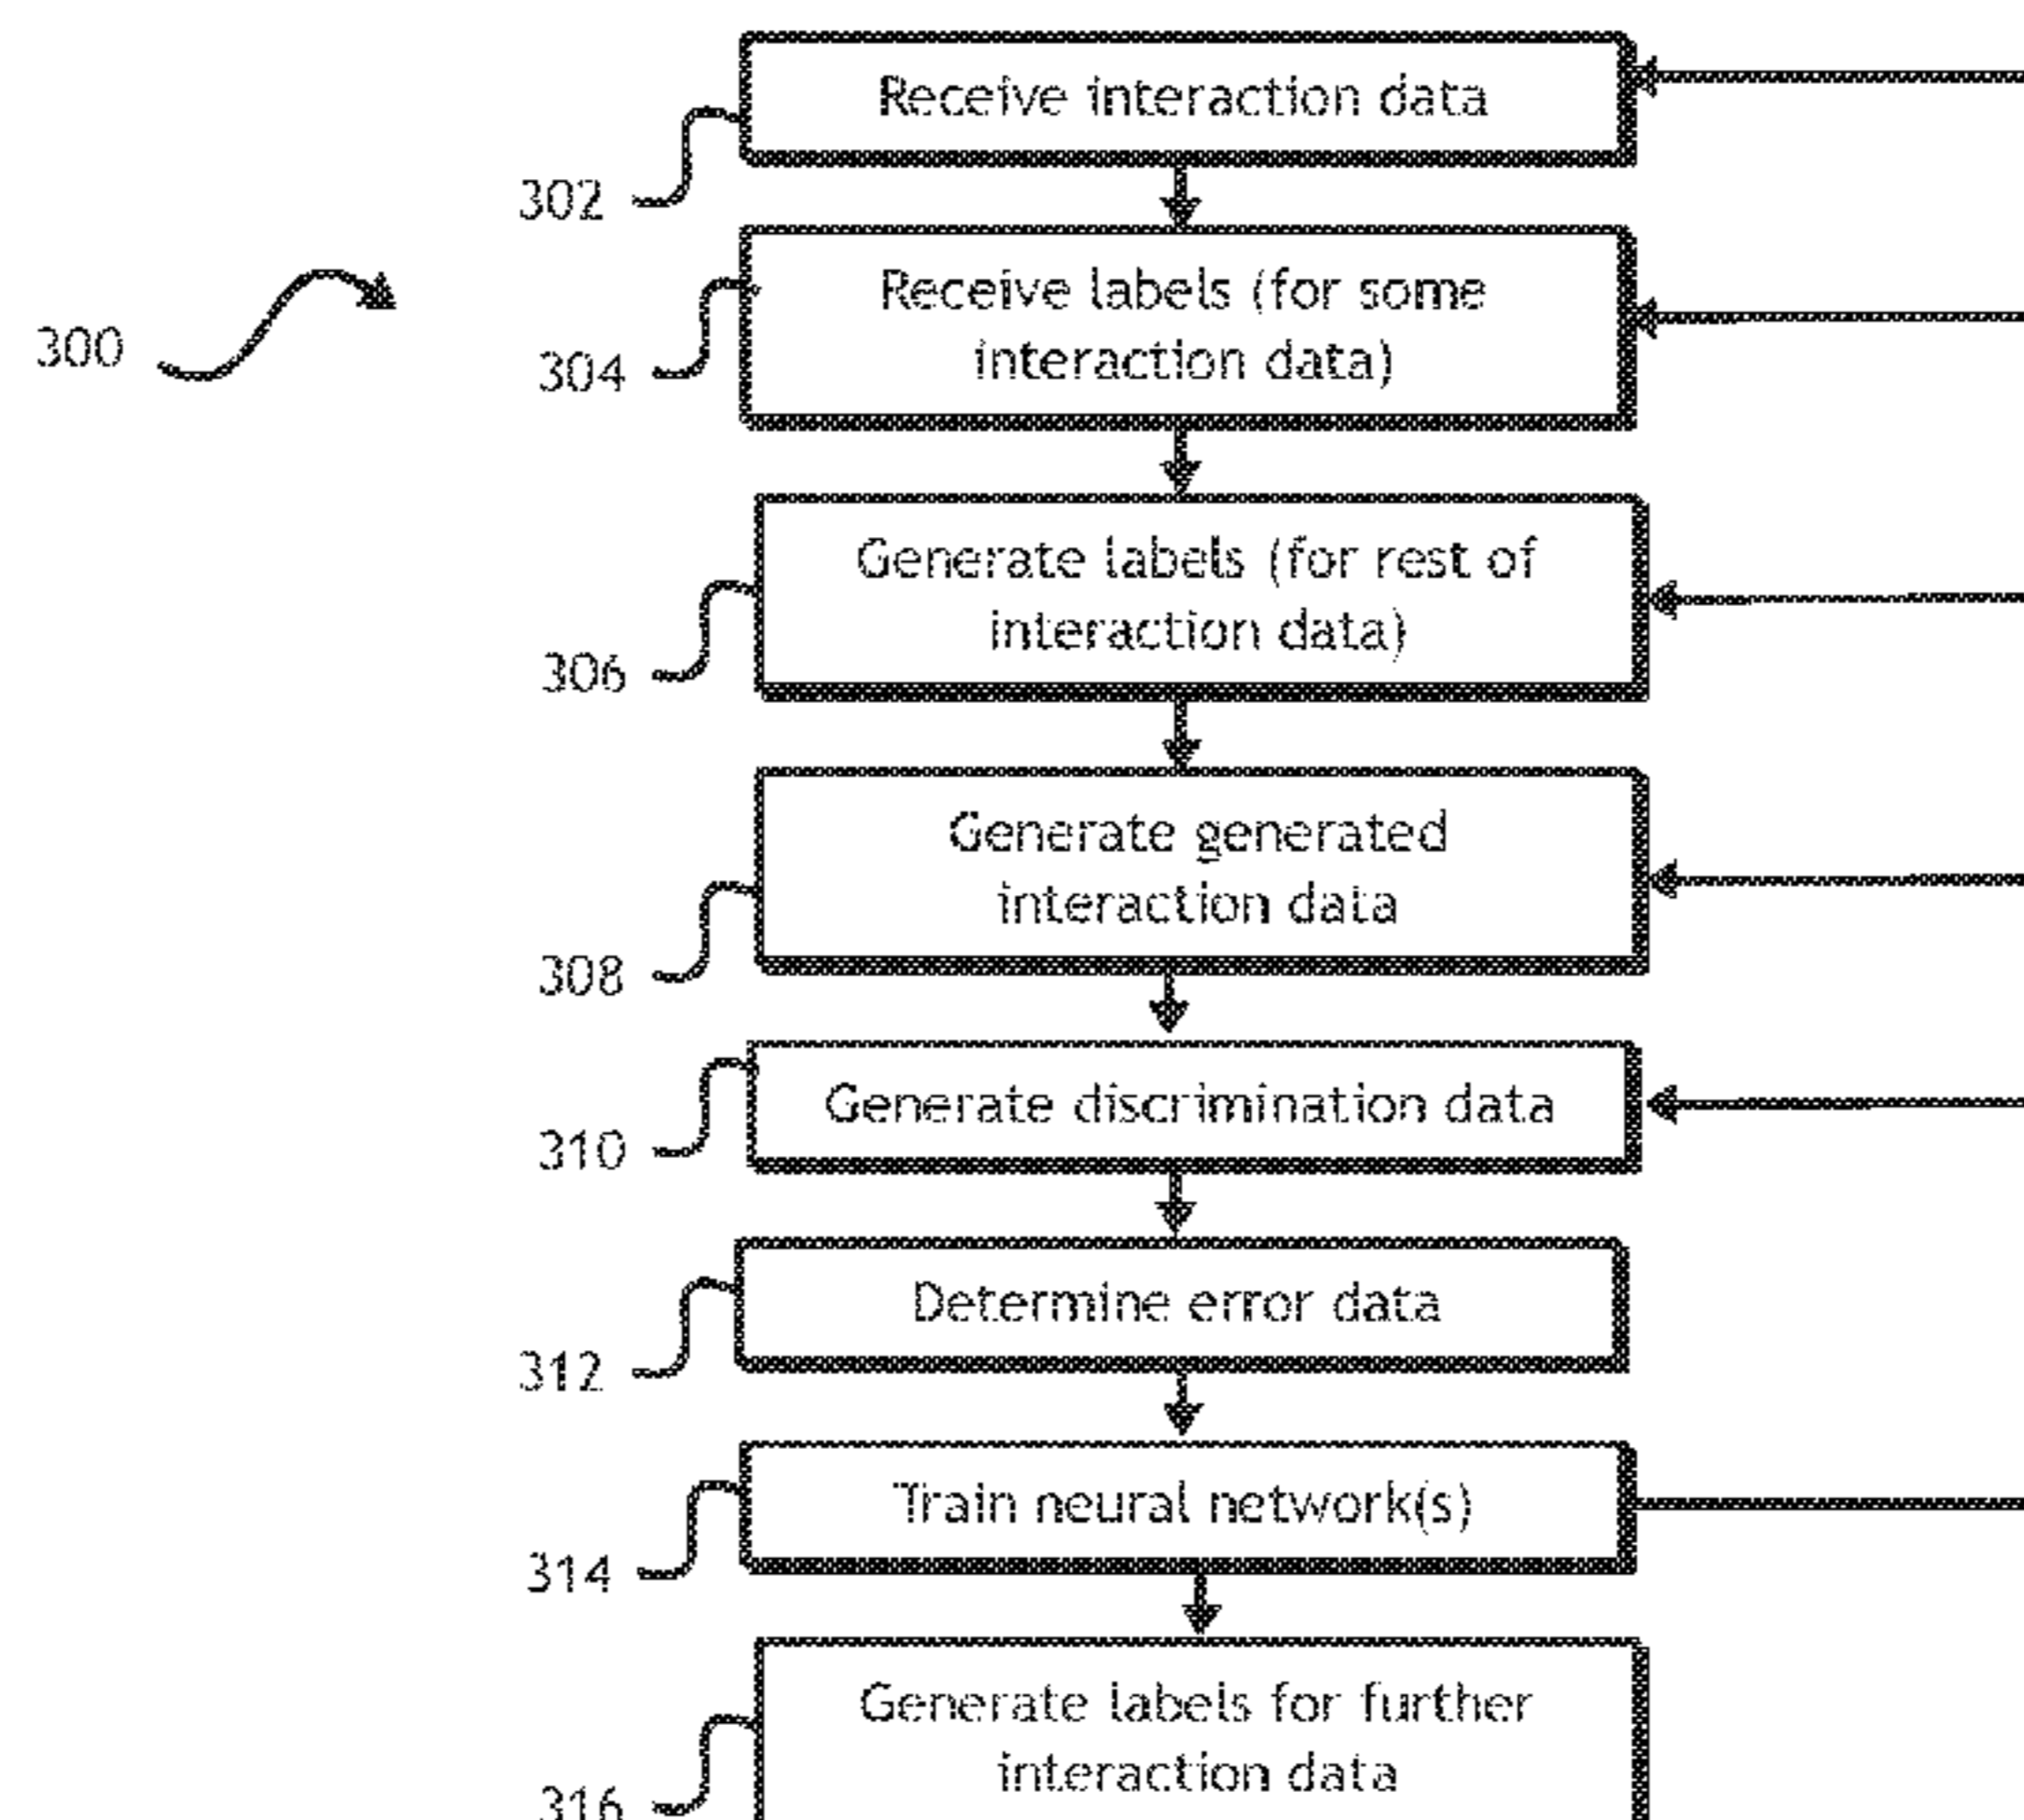 Receive interaction data
302
Receive labels (for some
interaction data)
300
304
Generate labels (for rest of
interaction data)
306
Generate generated
interaction data
308
Generate discrimination data
310
Determine error data
312
Train neural network(s)
314
Generate labels for further
interaction data
316